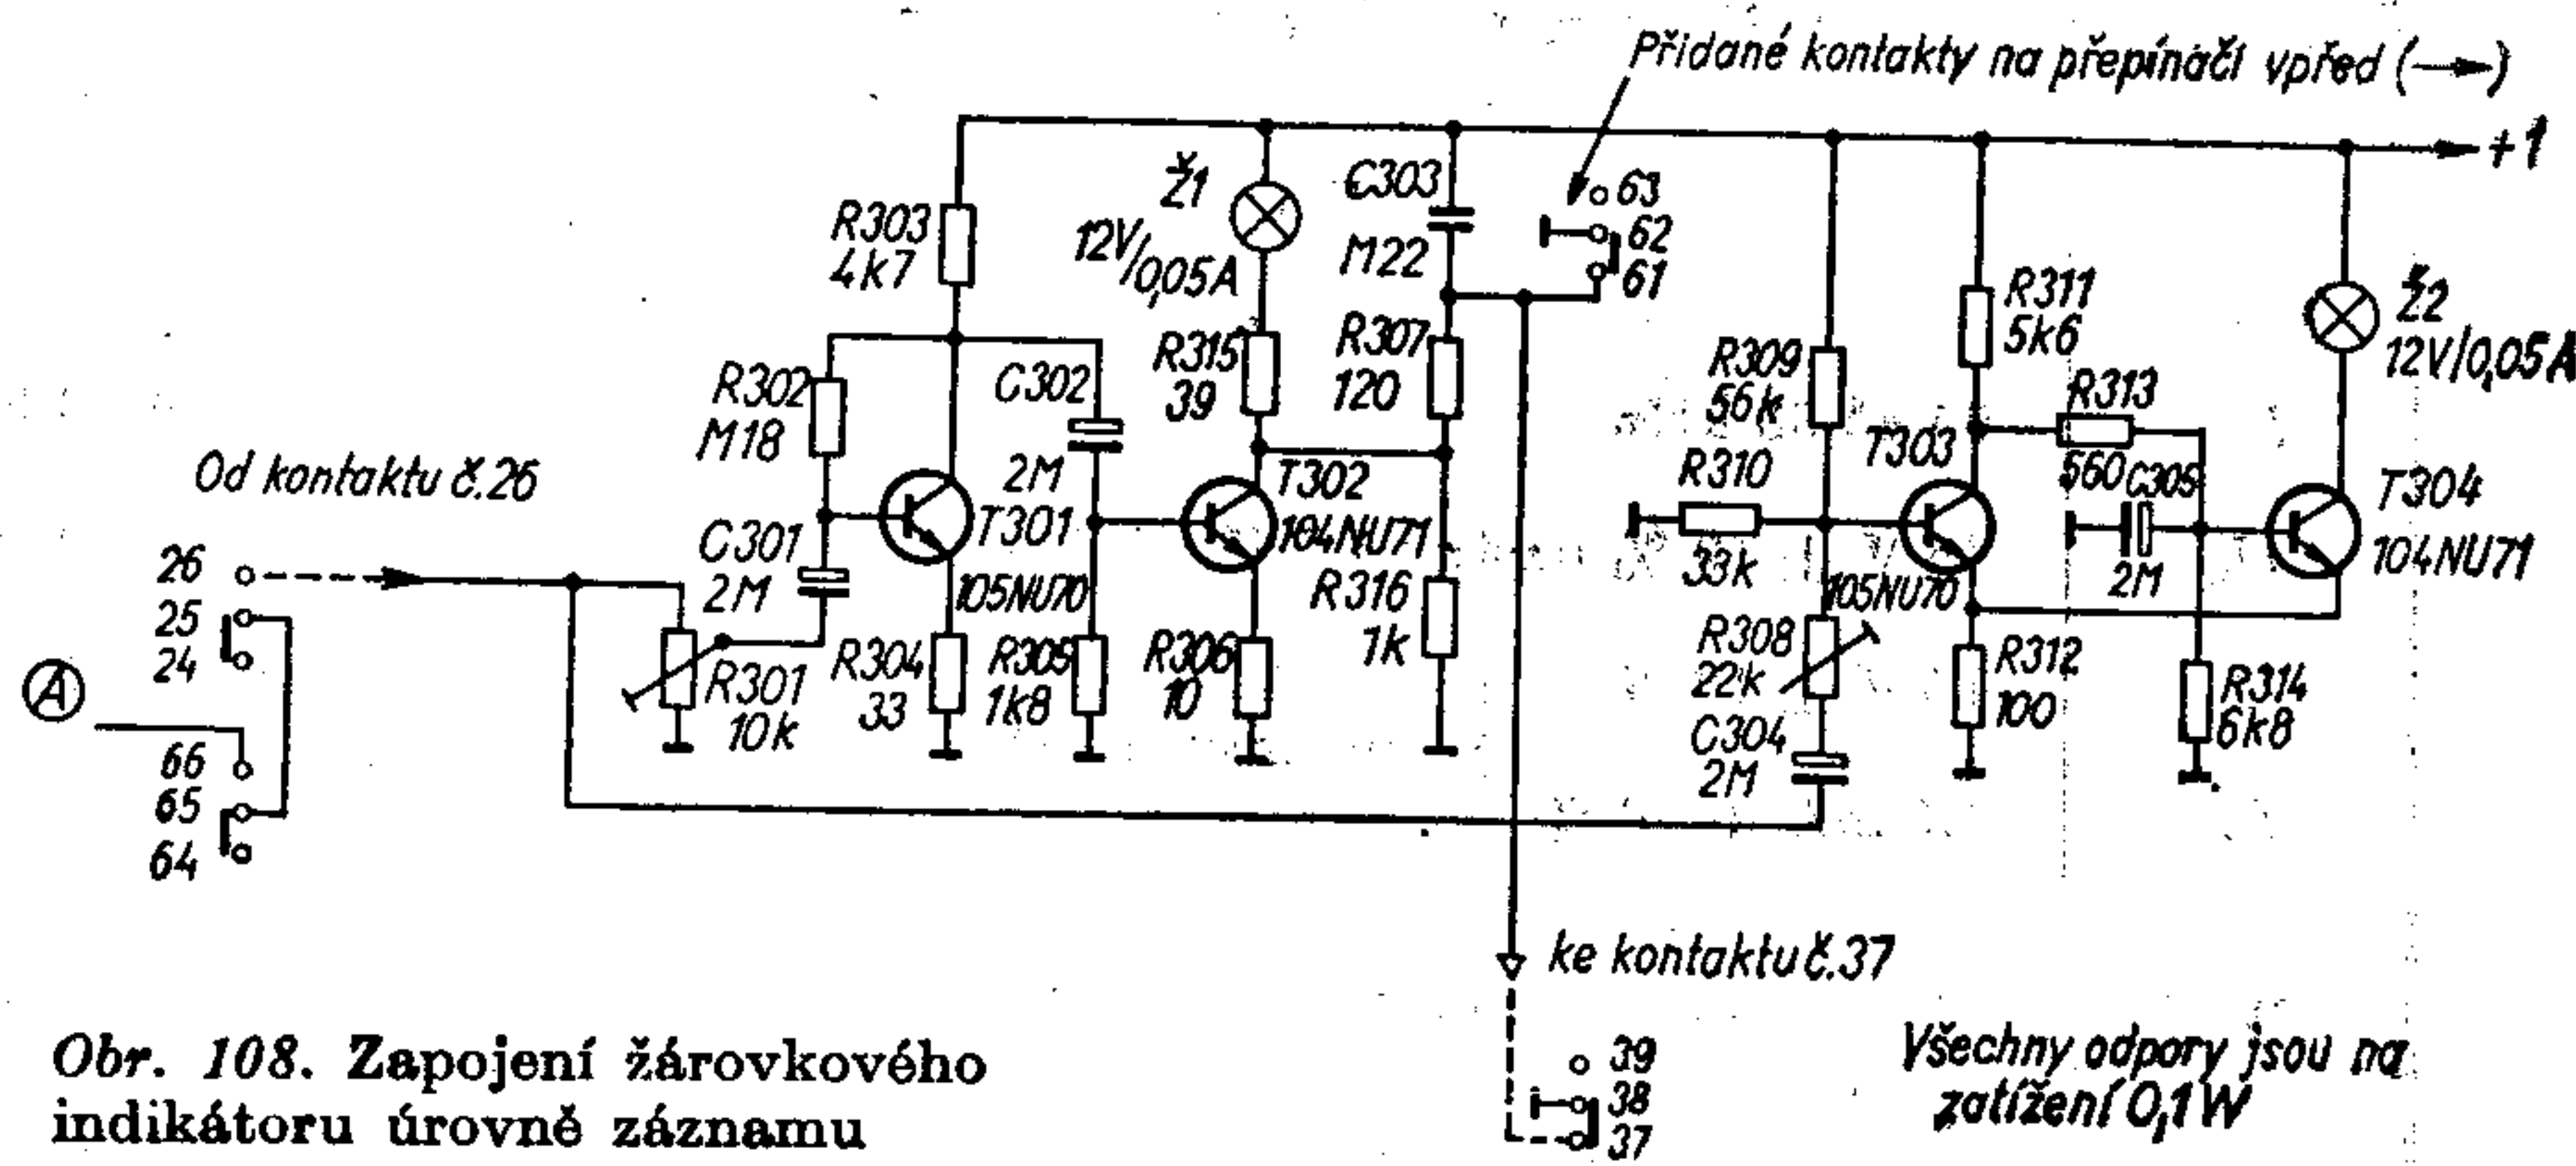 Přidané kontakty na přepínači vpřed (→)
+1
Ž1
12V/0,05A
C303
M22
63
62
61
R303
4k7
R302
M18
C302
2M
R315
39
R307
120
R309
56k
R311
5k6
Ž2
12V/0,05A
R313
560
C305
2M
R310
33k
T303
105NU70
T304
104NU71
Od kontaktu č.26
26
25
24
A
66
65
64
C301
2M
T301
105NU70
T302
104NU71
R316
1k
R301
10k
R304
33
R305
1k8
R306
10
R308
22k
C304
2M
R312
100
R314
6k8
ke kontaktu č.37
39
38
37
Všechny odpory jsou na
zatížení 0,1W
Obr. 108. Zapojení žárovkového
indikátoru úrovně záznamu